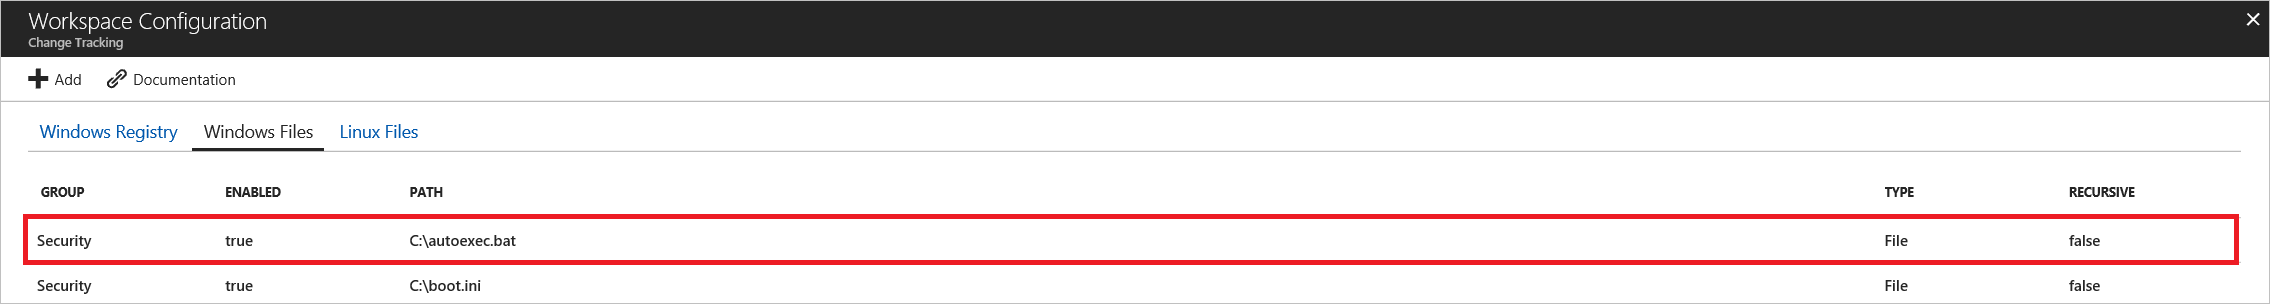 Workspace Configuration
Change Tracking
Add Documentation
Windows Registry Windows Files Linux Files
GROUP ENABLED PATH TYPE RECURSIVE
Security true C:\autoexec.bat File false
Security true C:\boot.ini File false